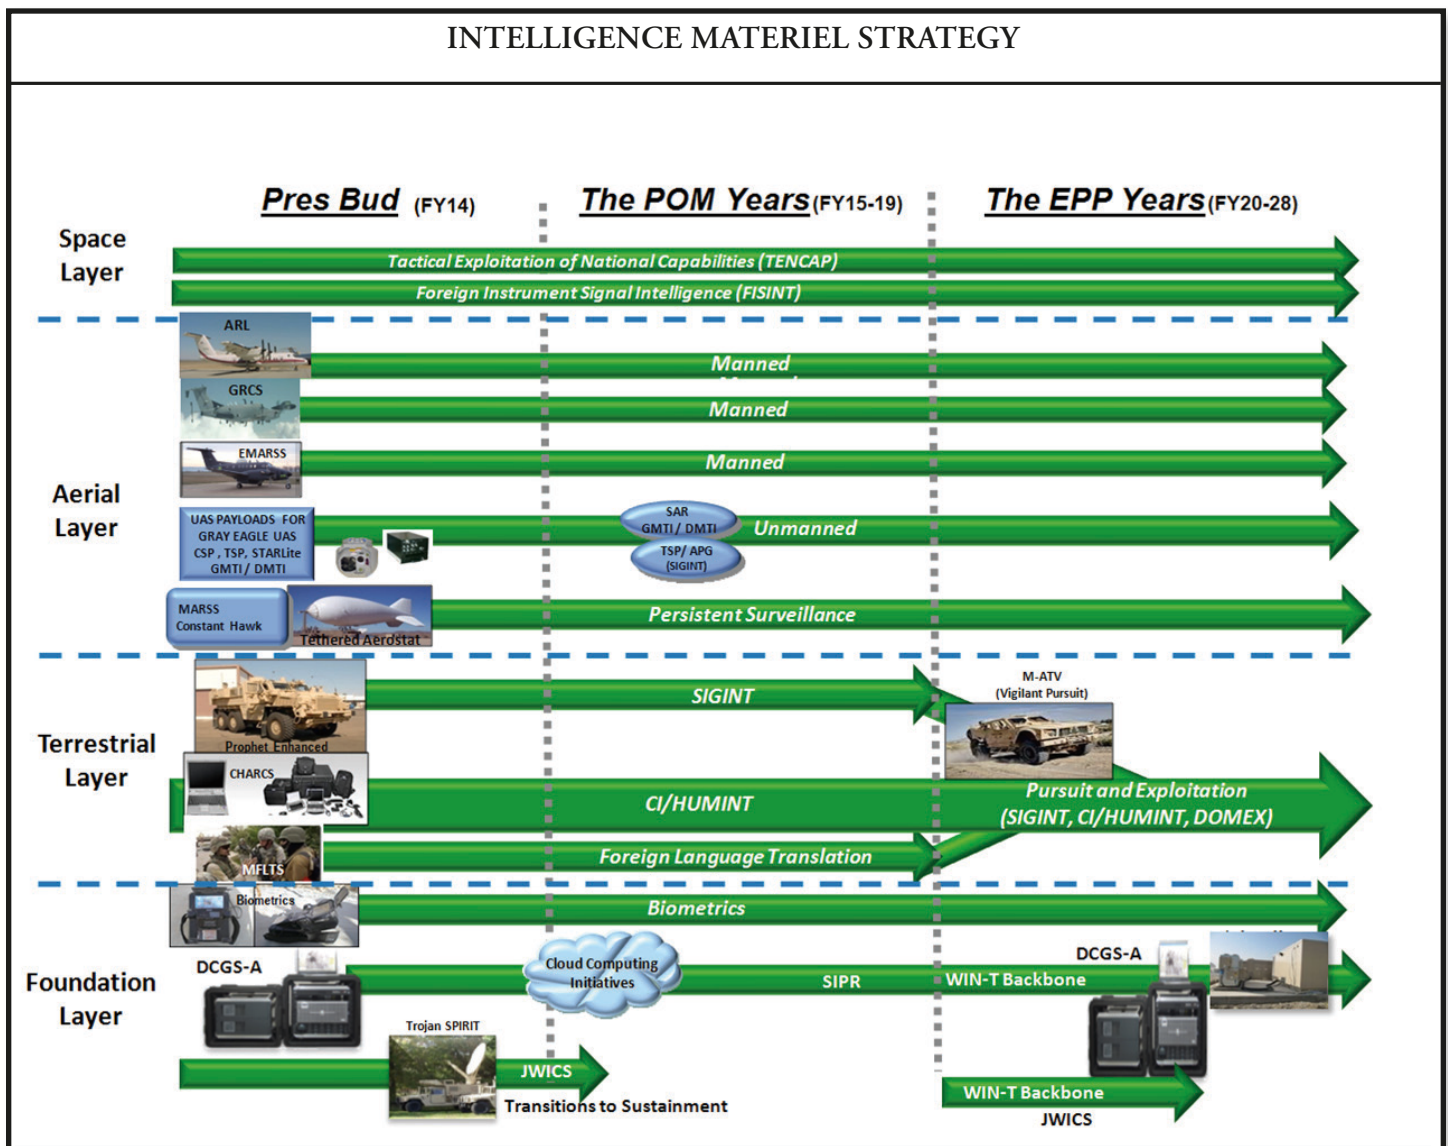 INTELLIGENCE MATERIEL STRATEGY
Pres Bud (FY14)
The POM Years (FY15-19)
The EPP Years (FY20-28)
Space
Layer
Tactical Exploitation of National Capabilities (TENCAP)
Foreign Instrument Signal Intelligence (FISINT)
Aerial
Layer
ARL
Manned
GRCS
Manned
EMARSS
Manned
UAS PAYLOADS FOR
GRAY EAGLE UAS
CSP , TSP, STARLite
GMTI / DMTI
SAR
GMTI / DMTI
TSP/ APG
(SIGINT)
Unmanned
MARSS
Constant Hawk
Tethered Aerostat
Persistent Surveillance
Terrestrial
Layer
Prophet Enhanced
SIGINT
M-ATV
(Vigilant Pursuit)
CHARCS
CI/HUMINT
Pursuit and Exploitation
(SIGINT, CI/HUMINT, DOMEX)
MFLTS
Foreign Language Translation
Foundation
Layer
Biometrics
Biometrics
DCGS-A
Cloud Computing
Initiatives
SIPR
WIN-T Backbone
DCGS-A
Trojan SPIRIT
JWICS
Transitions to Sustainment
WIN-T Backbone
JWICS